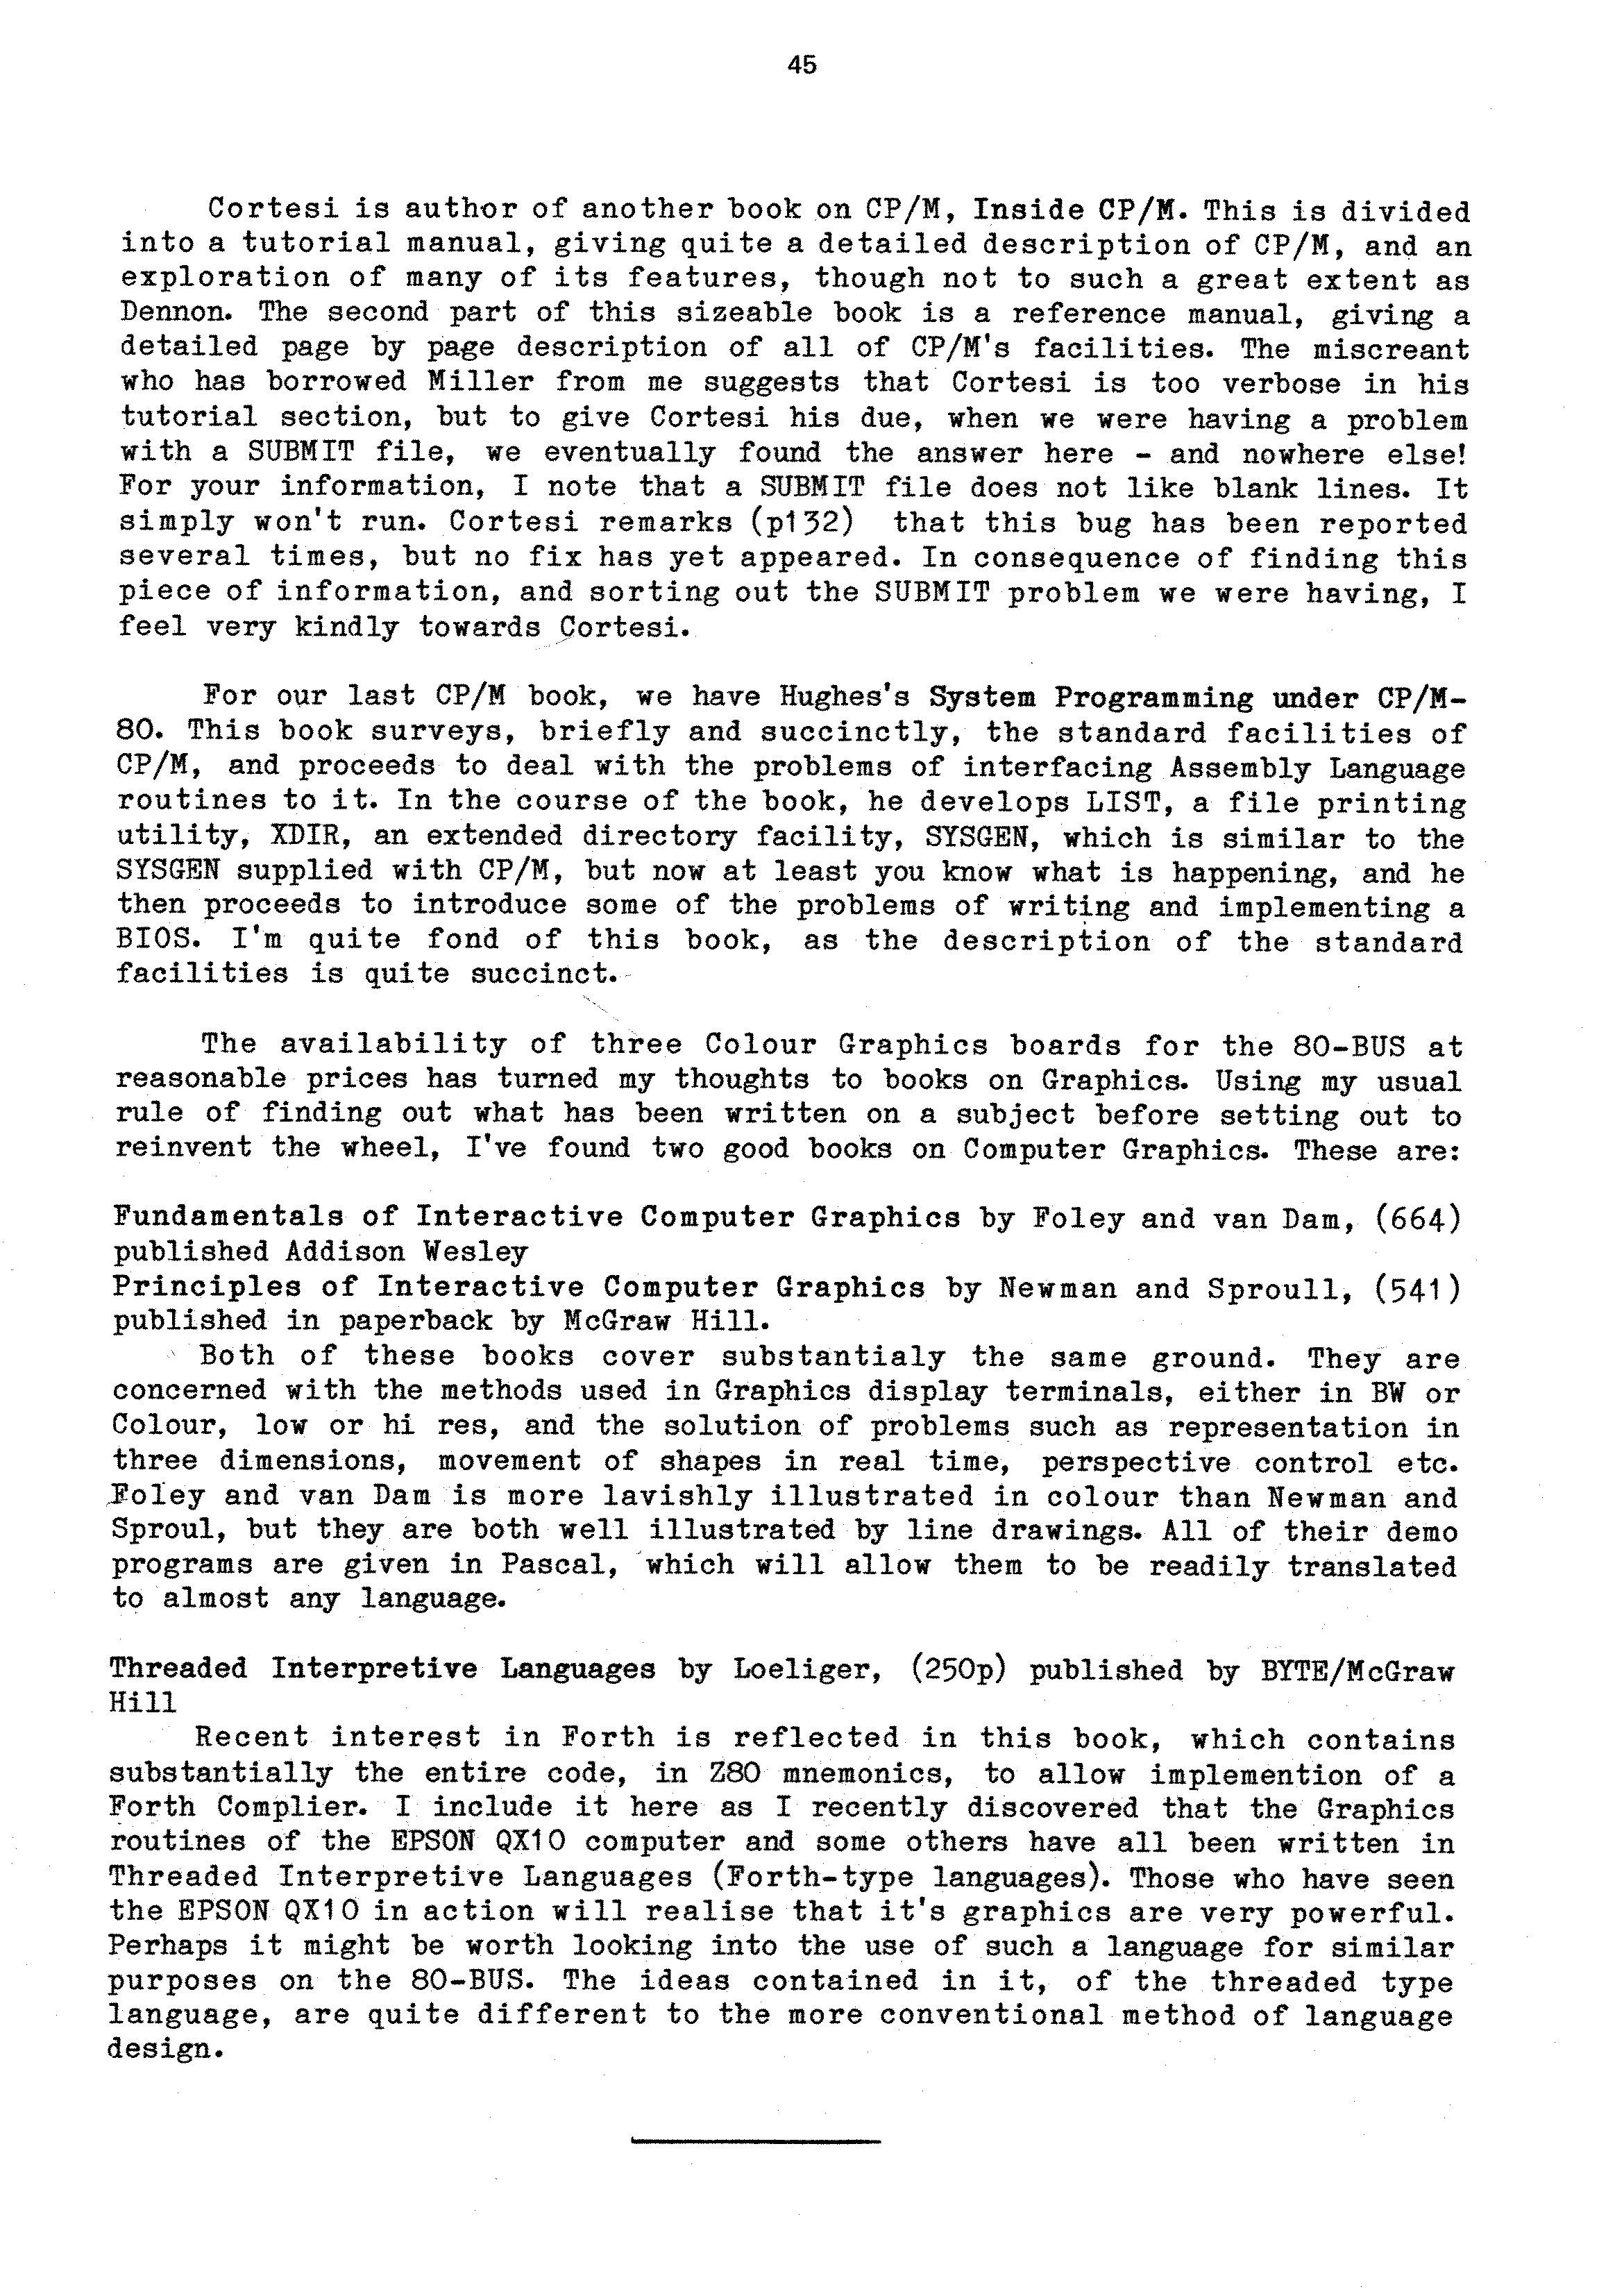 45
Cortesi is author of another book on CP/M, Inside CP/M. This is divided
into a tutorial manual, giving quite a detailed description of CP/M, and an
exploration of many of its features, though not to such a great extent as
Dennon. The second part of this sizeable book is a reference manual, giving a
detailed page by page description of all of CP/M's facilities. The miscreant
who has borrowed Miller from me suggests that Cortesi is too verbose in his
tutorial section, but to give Cortesi his due, when we were having a problem
with a SUBMIT file, we eventually found the answer here - and nowhere else!
For your information, I note that a SUBMIT file does not like blank lines. It
simply won't run. Cortesi remarks (p132) that this bug has been reported
several times, but no fix has yet appeared. In consequence of finding this
piece of information, and sorting out the SUBMIT problem we were having, I
feel very kindly towards Cortesi.
For our last CP/M book, we have Hughes's System Programming under CP/M-
80. This book surveys, briefly and succinctly, the standard facilities of
CP/M, and proceeds to deal with the problems of interfacing Assembly Language
routines to it. In the course of the book, he develops LIST, a file printing
utility, XDIR, an extended directory facility, SYSGEN, which is similar to the
SYSGEN supplied with CP/M, but now at least you know what is happening, and he
then proceeds to introduce some of the problems of writing and implementing a
BIOS. I'm quite fond of this book, as the description of the standard
facilities is quite succinct.
The availability of three Colour Graphics boards for the 80-BUS at
reasonable prices has turned my thoughts to books on Graphics. Using my usual
rule of finding out what has been written on a subject before setting out to
reinvent the wheel, I've found two good books on Computer Graphics. These are:
Fundamentals of Interactive Computer Graphics by Foley and van Dam, (664)
published Addison Wesley
Principles of Interactive Computer Graphics by Newman and Sproull, (541)
published in paperback by McGraw Hill.
Both of these books cover substantialy the same ground. They are
concerned with the methods used in Graphics display terminals, either in BW or
Colour, low or hi res, and the solution of problems such as representation in
three dimensions, movement of shapes in real time, perspective control etc.
Foley and van Dam is more lavishly illustrated in colour than Newman and
Sproul, but they are both well illustrated by line drawings. All of their demo
programs are given in Pascal, which will allow them to be readily translated
to almost any language.
Threaded Interpretive Languages by Loeliger, (250p) published by BYTE/McGraw
Hill
Recent interest in Forth is reflected in this book, which contains
substantially the entire code, in Z80 mnemonics, to allow implemention of a
Forth Complier. I include it here as I recently discovered that the Graphics
routines of the EPSON QX10 computer and some others have all been written in
Threaded Interpretive Languages (Forth-type languages). Those who have seen
the EPSON QX10 in action will realise that it's graphics are very powerful.
Perhaps it might be worth looking into the use of such a language for similar
purposes on the 80-BUS. The ideas contained in it, of the threaded type
language, are quite different to the more conventional method of language
design.